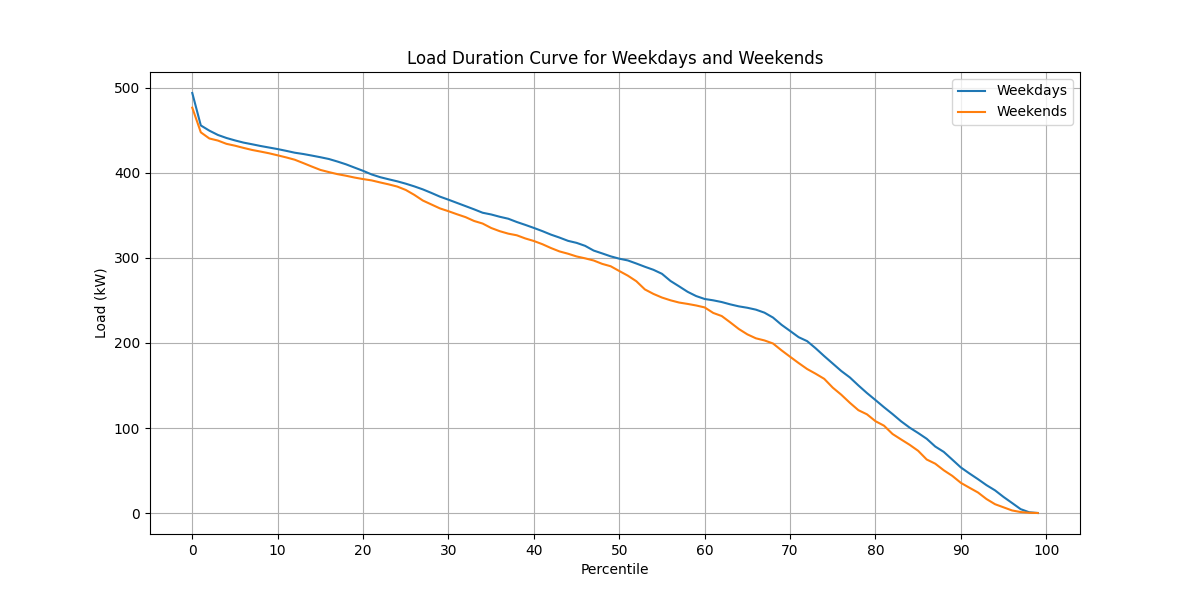 Load Duration Curve for Weekdays and Weekends
Weekdays
Weekends
Load (kW)
500
400
300
200
100
0
0 10 20 30 40 50 60 70 80 90 100
Percentile